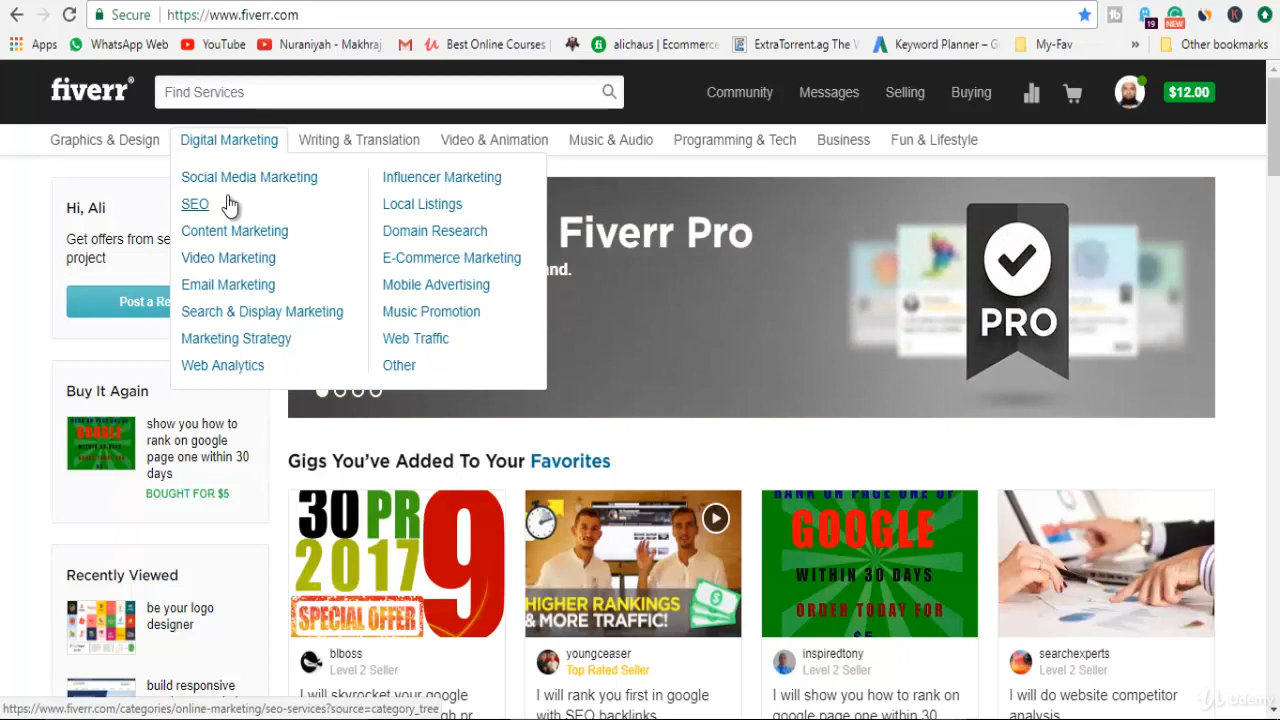 Secure https://www.fiverr.com
19 NEW
Apps WhatsApp Web YouTube Nuraniyah - Makhraj Best Online Courses alichaus | Ecommerce ExtraTorrent.ag The Keyword Planner – G My-Fav » Other bookmarks
fiverr Find Services Community Messages Selling Buying $12.00
Graphics & Design Digital Marketing Writing & Translation Video & Animation Music & Audio Programming & Tech Business Fun & Lifestyle
Social Media Marketing
SEO
Content Marketing
Video Marketing
Email Marketing
Search & Display Marketing
Marketing Strategy
Web Analytics
Influencer Marketing
Local Listings
Domain Research
E-Commerce Marketing
Mobile Advertising
Music Promotion
Web Traffic
Other
Hi, Ali
Get offers from se
project
Post a Re
Fiverr Pro
nd.
PRO
Buy It Again
show you how to
rank on google
page one within 30
days
BOUGHT FOR $5
GOOGLE
Recently Viewed
be your logo
designer
build responsive
Gigs You've Added To Your Favorites
30 PR 9
2017
SPECIAL OFFER
blboss
Level 2 Seller
I will skyrocket your google
HIGHER RANKINGS
& MORE TRAFFIC!
youngceaser
Top Rated Seller
I will rank you first in google
with SEO backlinks
RANK ON PAGE ONE OF
GOOGLE
WITHIN 30 DAYS
ORDER TODAY FOR
inspiredtony
Level 2 Seller
I will show you how to rank
on google page one within
searchexperts
Level 2 Seller
I will do website competitor
analysis
https://www.fiverr.com/categories/online-marketing/seo-services?source=category_tree
Udemy